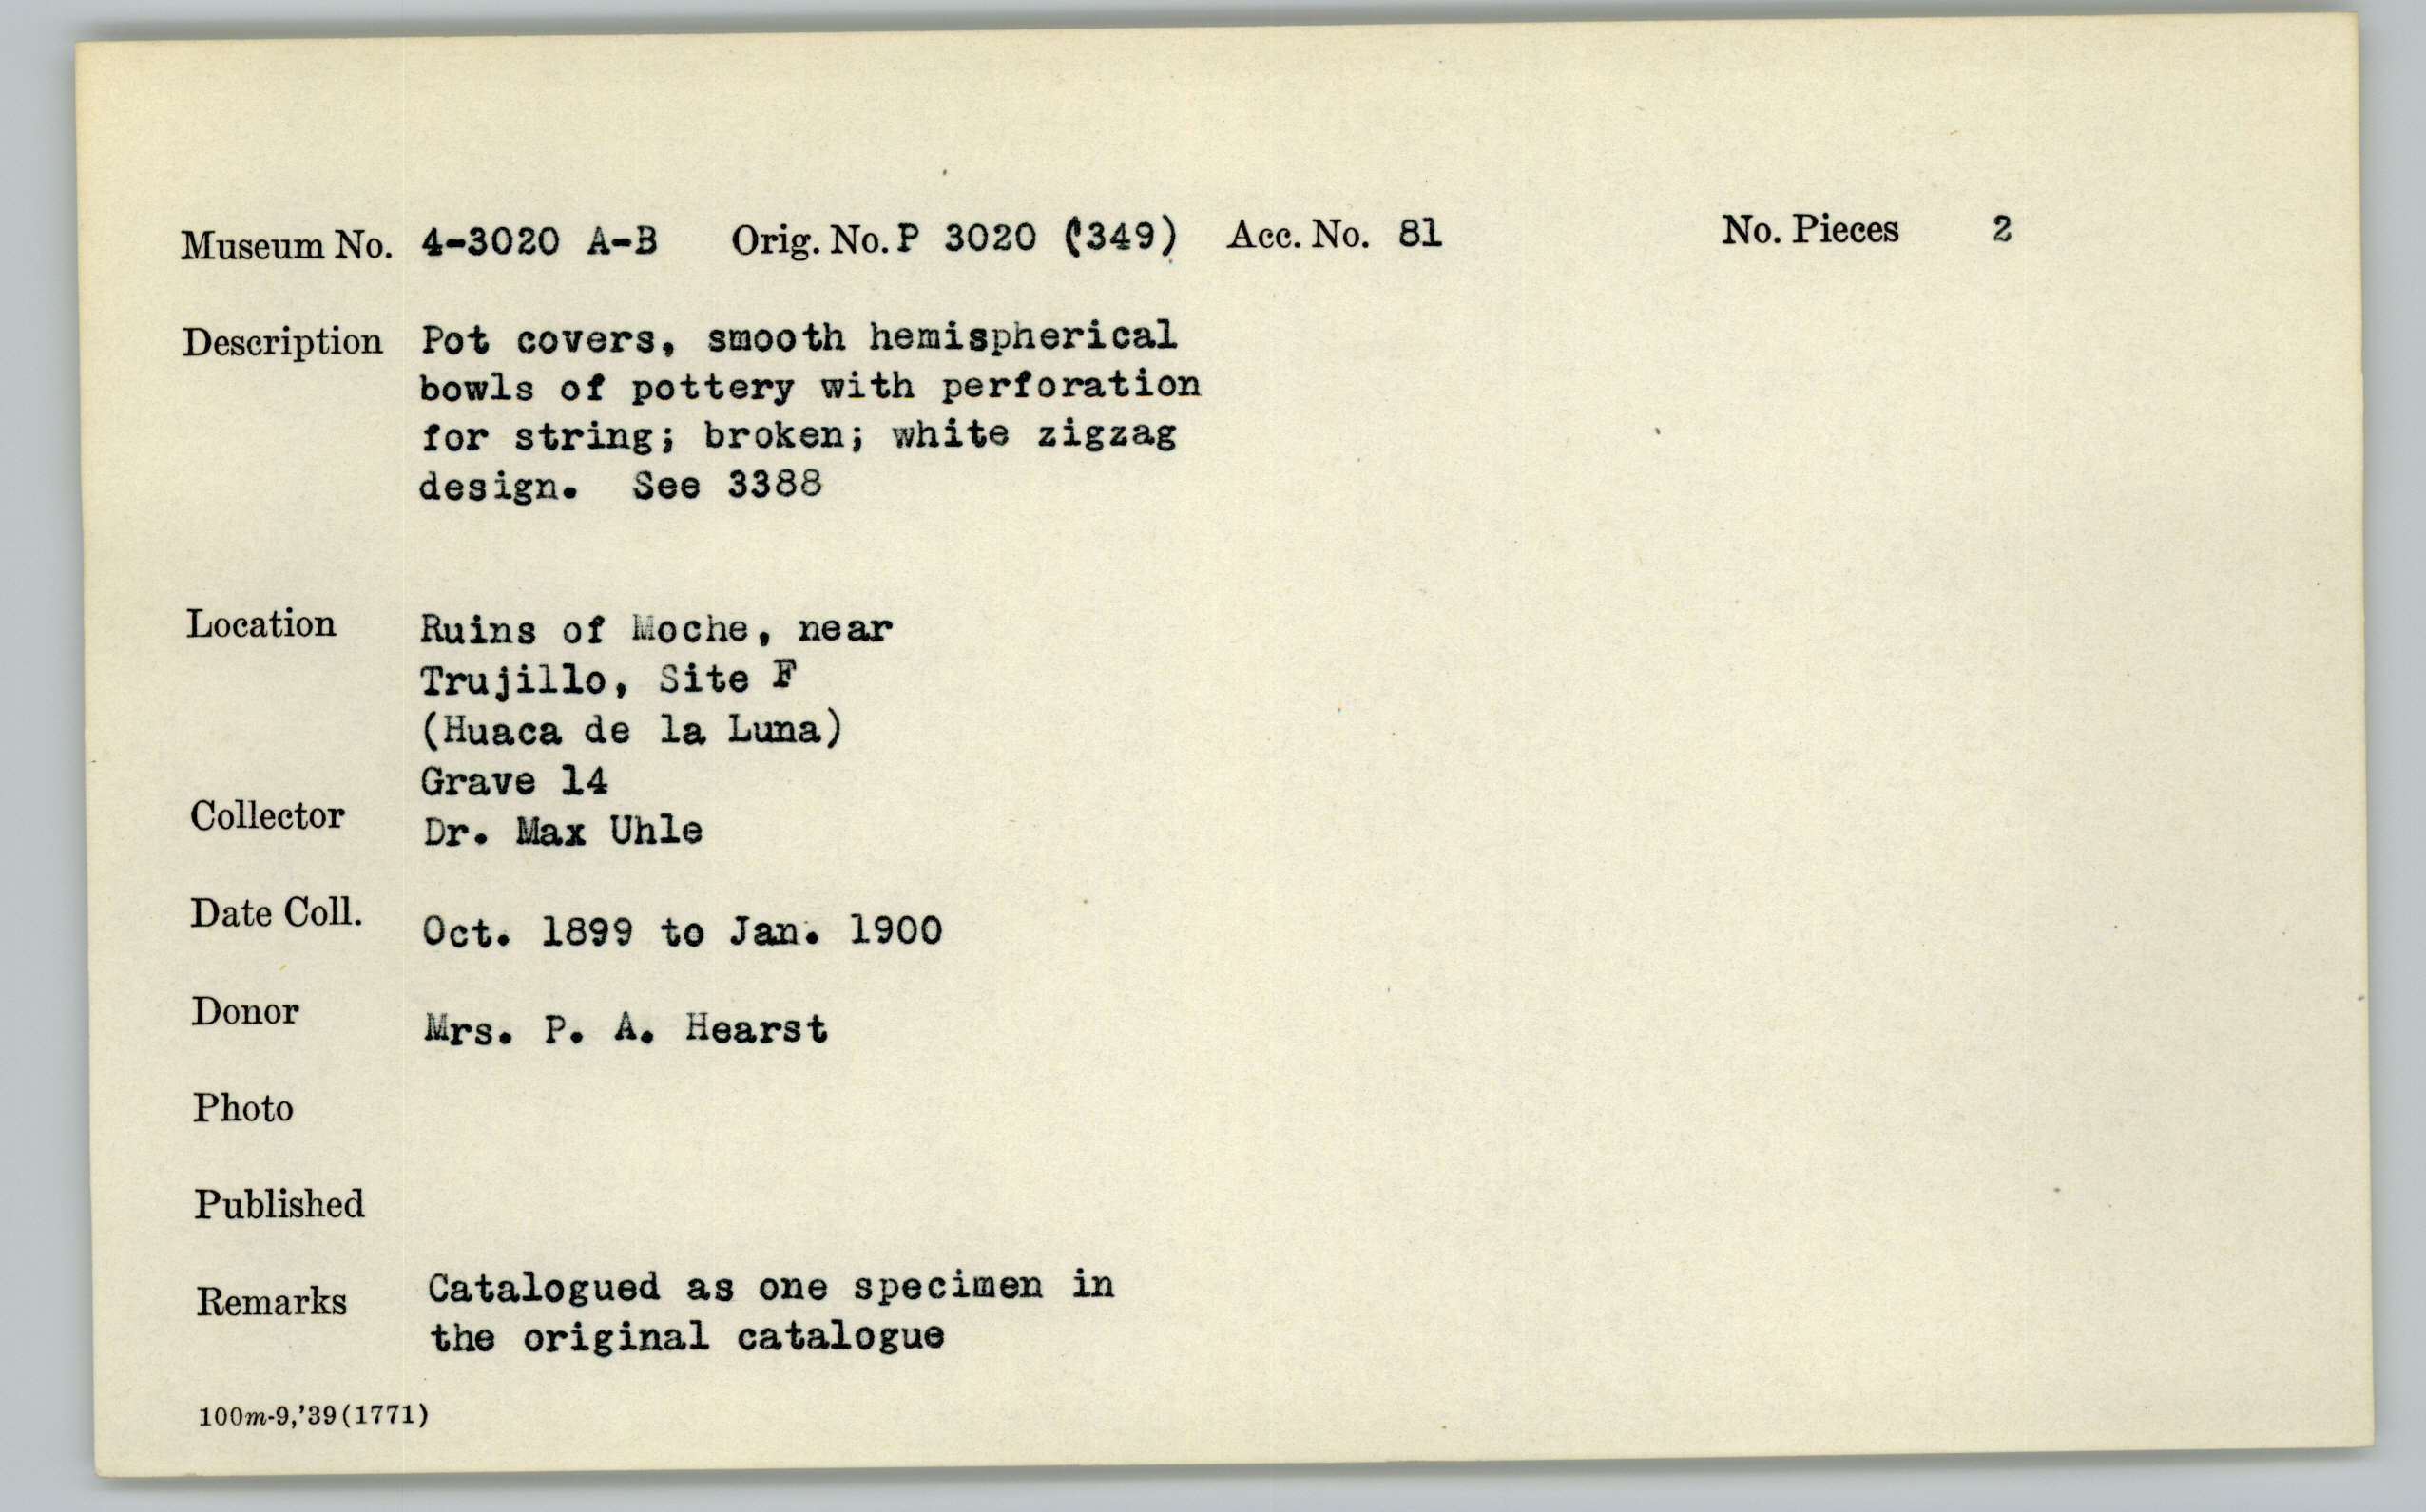 Museum No. 4-3020 A-B Orig. No. P 3020 (349) Acc. No. 81 No. Pieces 2
Description Pot covers, smooth hemispherical
bowls of pottery with perforation
for string; broken; white zigzag
design. See 3388
Location Ruins of Moche, near
Trujillo, Site F
(Huaca de la Luna)
Grave 14
Collector Dr. Max Uhle
Date Coll. Oct. 1899 to Jan. 1900
Donor Mrs. P. A. Hearst
Photo
Published
Remarks Catalogued as one specimen in
the original catalogue
100m-9,'39(1771)